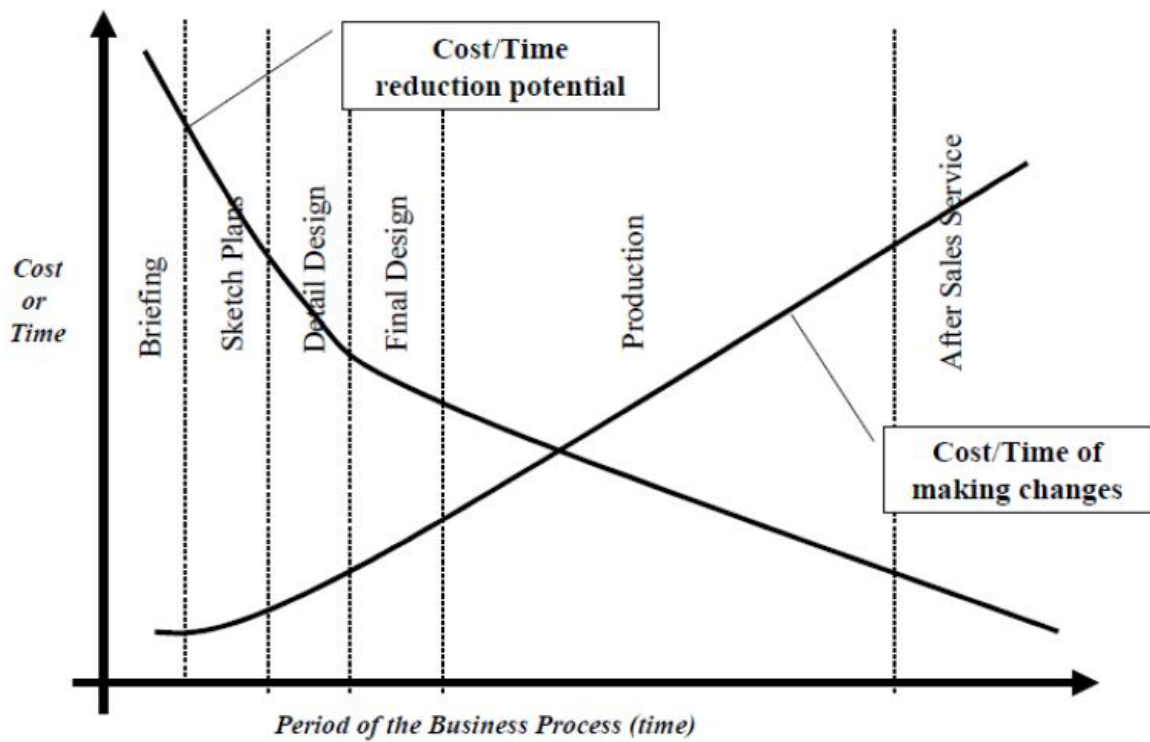 Cost/Time
reduction potential
Cost
or
Time
Briefing
Sketch Plans
Detail Design
Final Design
Production
After Sales Service
Cost/Time of
making changes
Period of the Business Process (time)